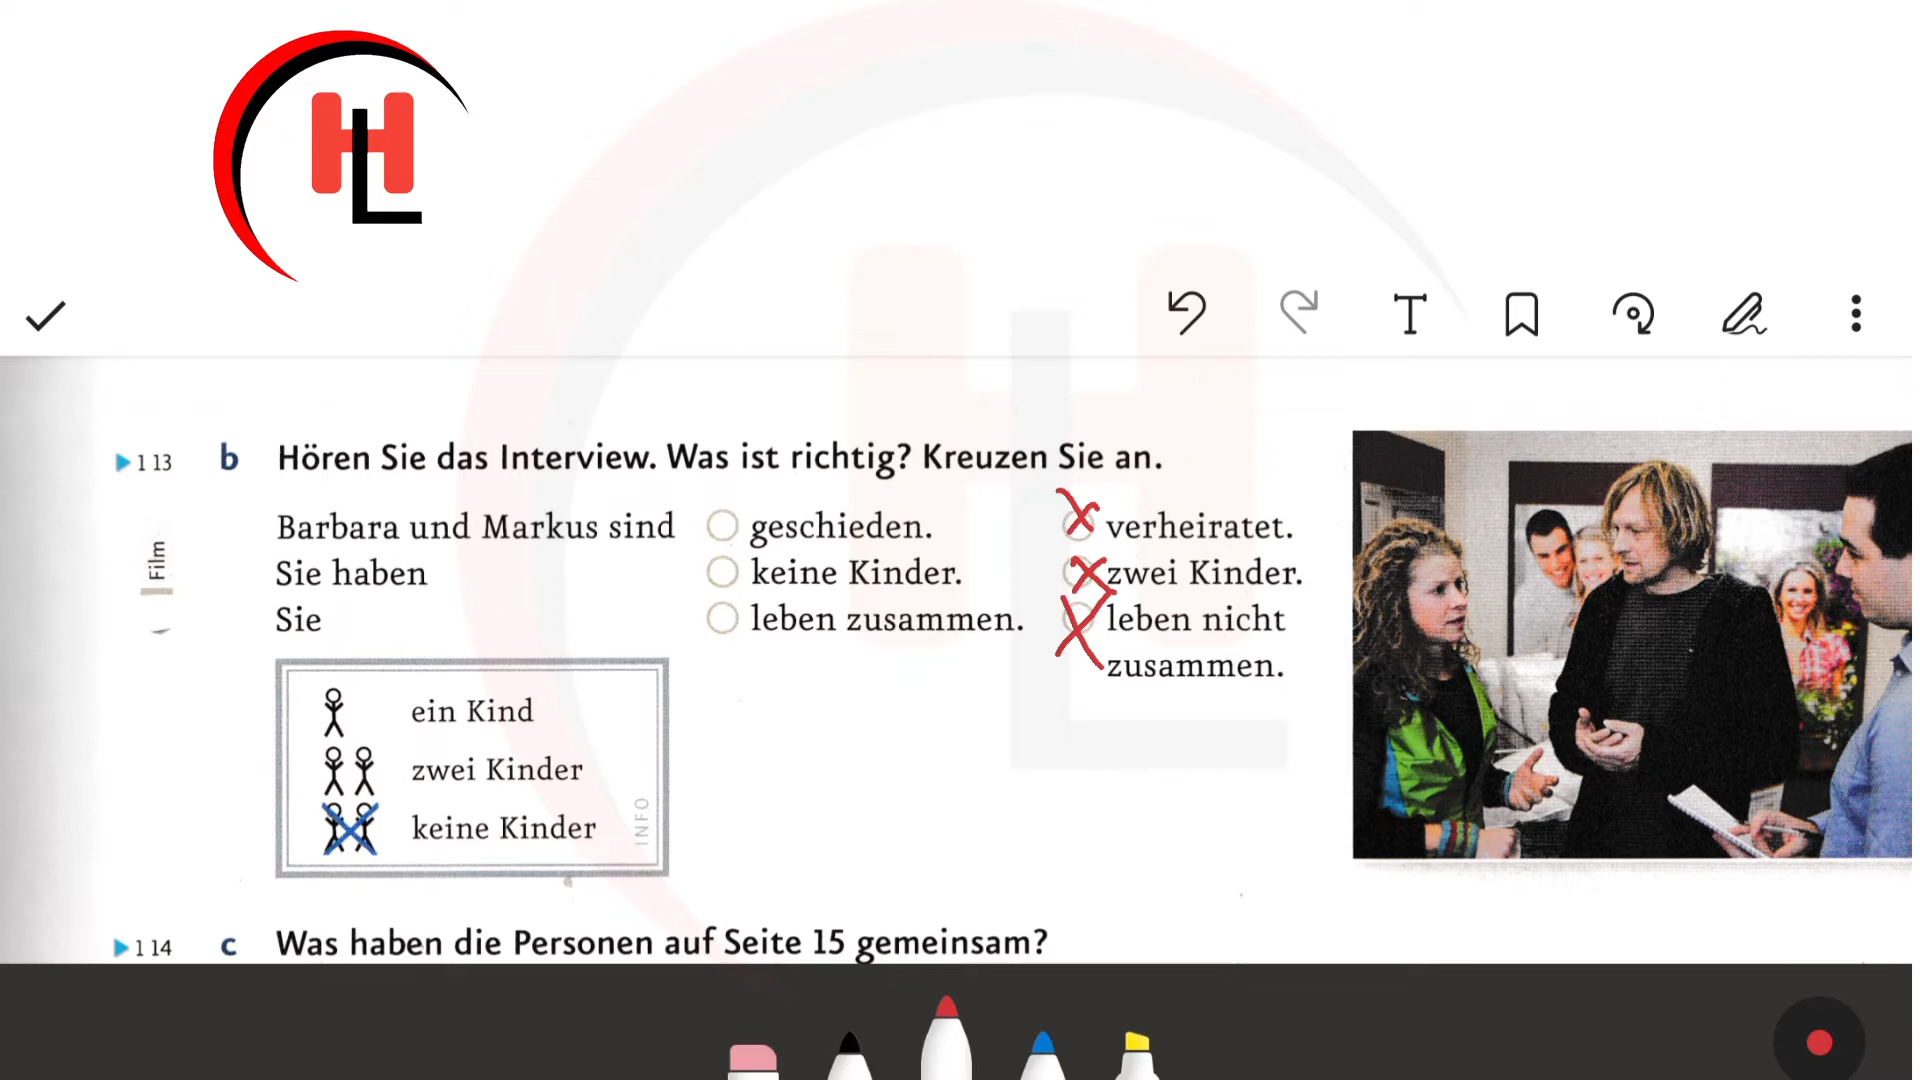 HL
T
▶1 13 b Hören Sie das Interview. Was ist richtig? Kreuzen Sie an.
Film
Barbara und Markus sind geschieden. verheiratet.
Sie haben keine Kinder. zwei Kinder.
Sie leben zusammen. leben nicht
zusammen.
ein Kind
zwei Kinder
keine Kinder
INFO
▶1 14 c Was haben die Personen auf Seite 15 gemeinsam?